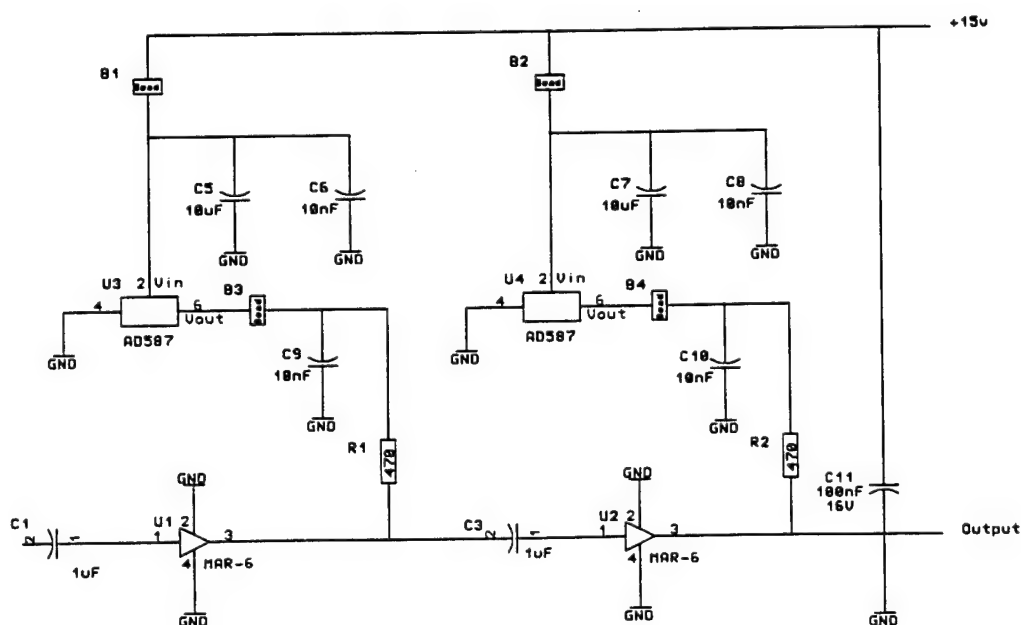 +15v
B1
Bead
B2
Bead
C5
10uF
C6
10nF
C7
10uF
C8
10nF
GND
GND
GND
GND
U3
2
Vin
B3
Bead
4
6
Vout
AD587
GND
C9
10nF
GND
U4
2
Vin
B4
Bead
4
6
Vout
AD587
GND
C10
10nF
GND
R1
470
R2
470
C11
100nF
16V
GND
C1
2
1
1uF
U1
2
1
3
4
MAR-6
GND
C3
2
1
1uF
GND
U2
2
1
3
4
MAR-6
GND
Output
GND